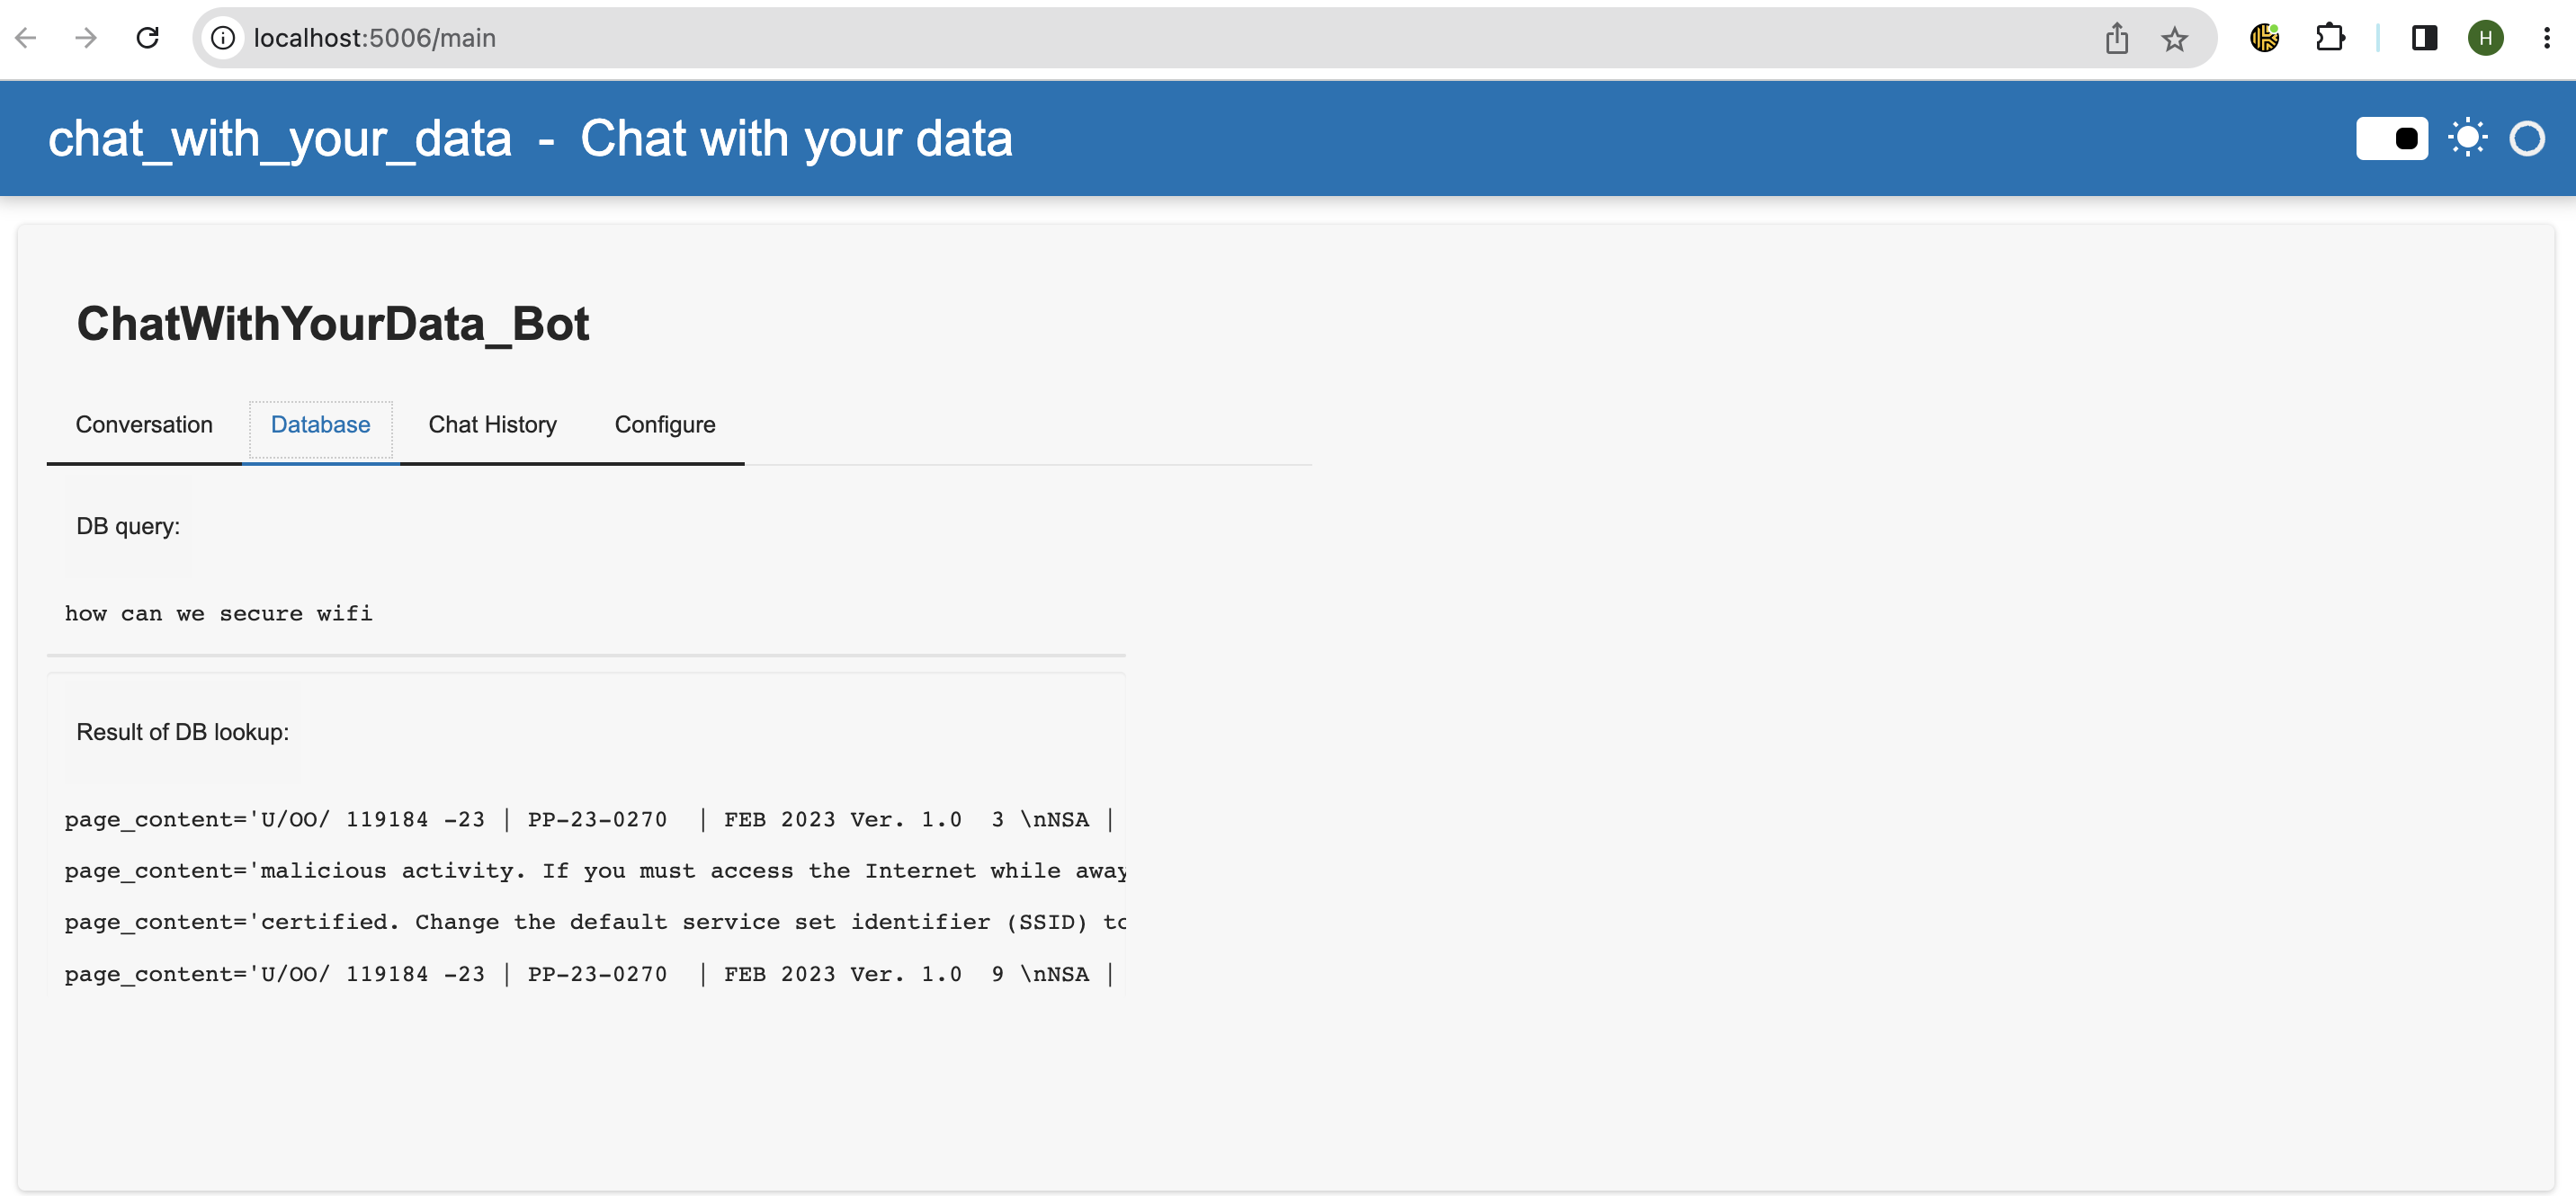 localhost:5006/main
H
chat_with_your_data - Chat with your data
ChatWithYourData_Bot
Conversation Database Chat History Configure
DB query:
how can we secure wifi
Result of DB lookup:
page_content='U/OO/ 119184 -23 | PP-23-0270  | FEB 2023 Ver. 1.0  3 \nNSA |
page_content='malicious activity. If you must access the Internet while away
page_content='certified. Change the default service set identifier (SSID) to
page_content='U/OO/ 119184 -23 | PP-23-0270  | FEB 2023 Ver. 1.0  9 \nNSA |